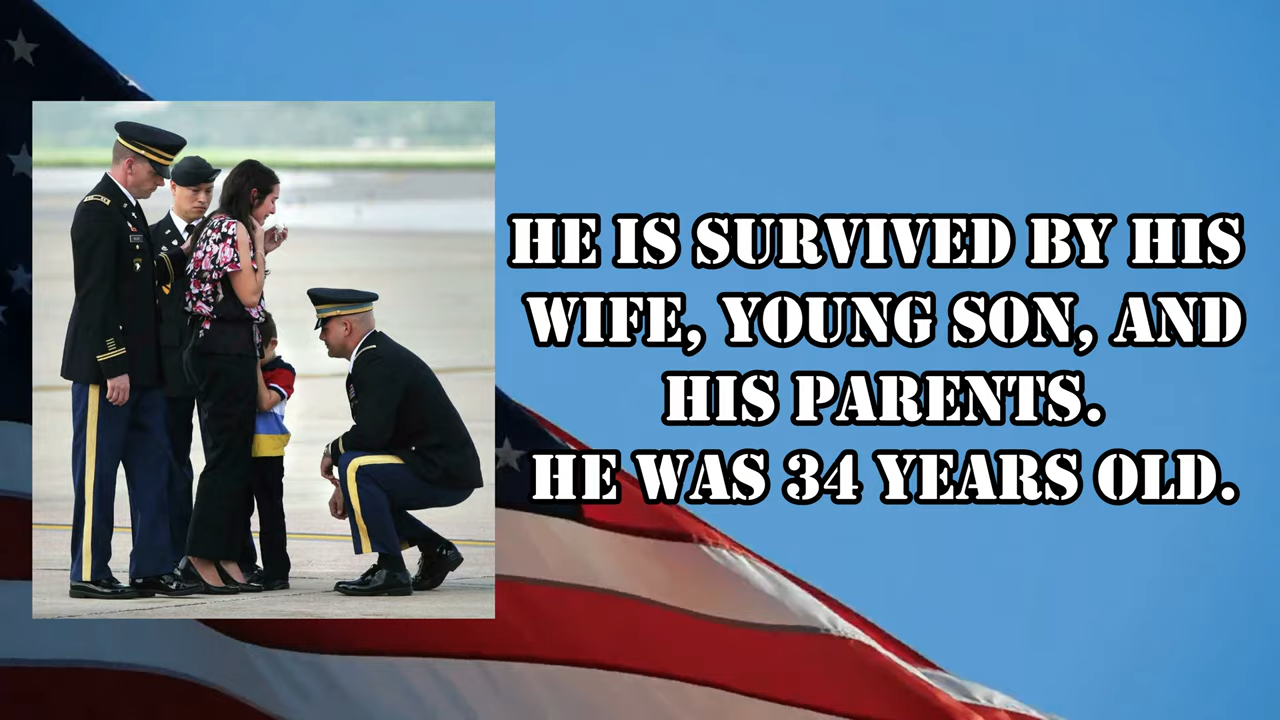 HE IS SURVIVED BY HIS
WIFE, YOUNG SON, AND
HIS PARENTS.
HE WAS 34 YEARS OLD.